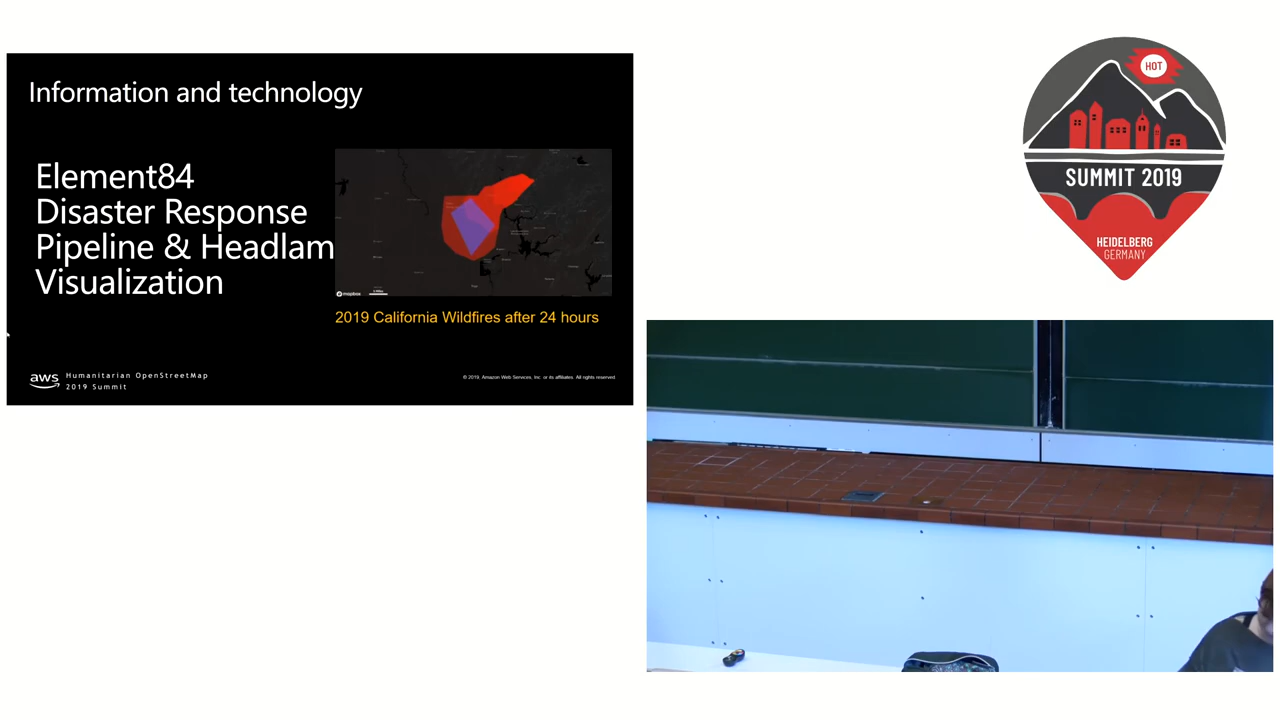 Information and technology
Element84
Disaster Response
Pipeline & Headlam
Visualization
mapbox
2019 California Wildfires after 24 hours
aws
Humanitarian OpenStreetMap
2019 Summit
© 2019, Amazon Web Services, Inc. or its affiliates. All rights reserved.
HOT
SUMMIT 2019
HEIDELBERG
GERMANY